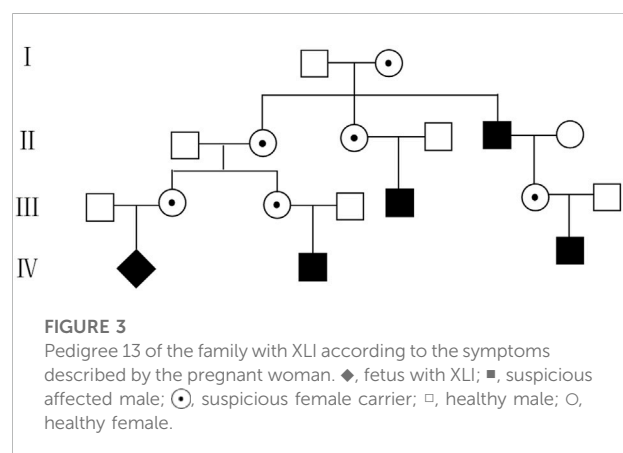 I
II
III
IV
FIGURE 3
Pedigree 13 of the family with XLI according to the symptoms
described by the pregnant woman. ◆, fetus with XLI; ■, suspicious
affected male; ☉, suspicious female carrier; □, healthy male; ○,
healthy female.